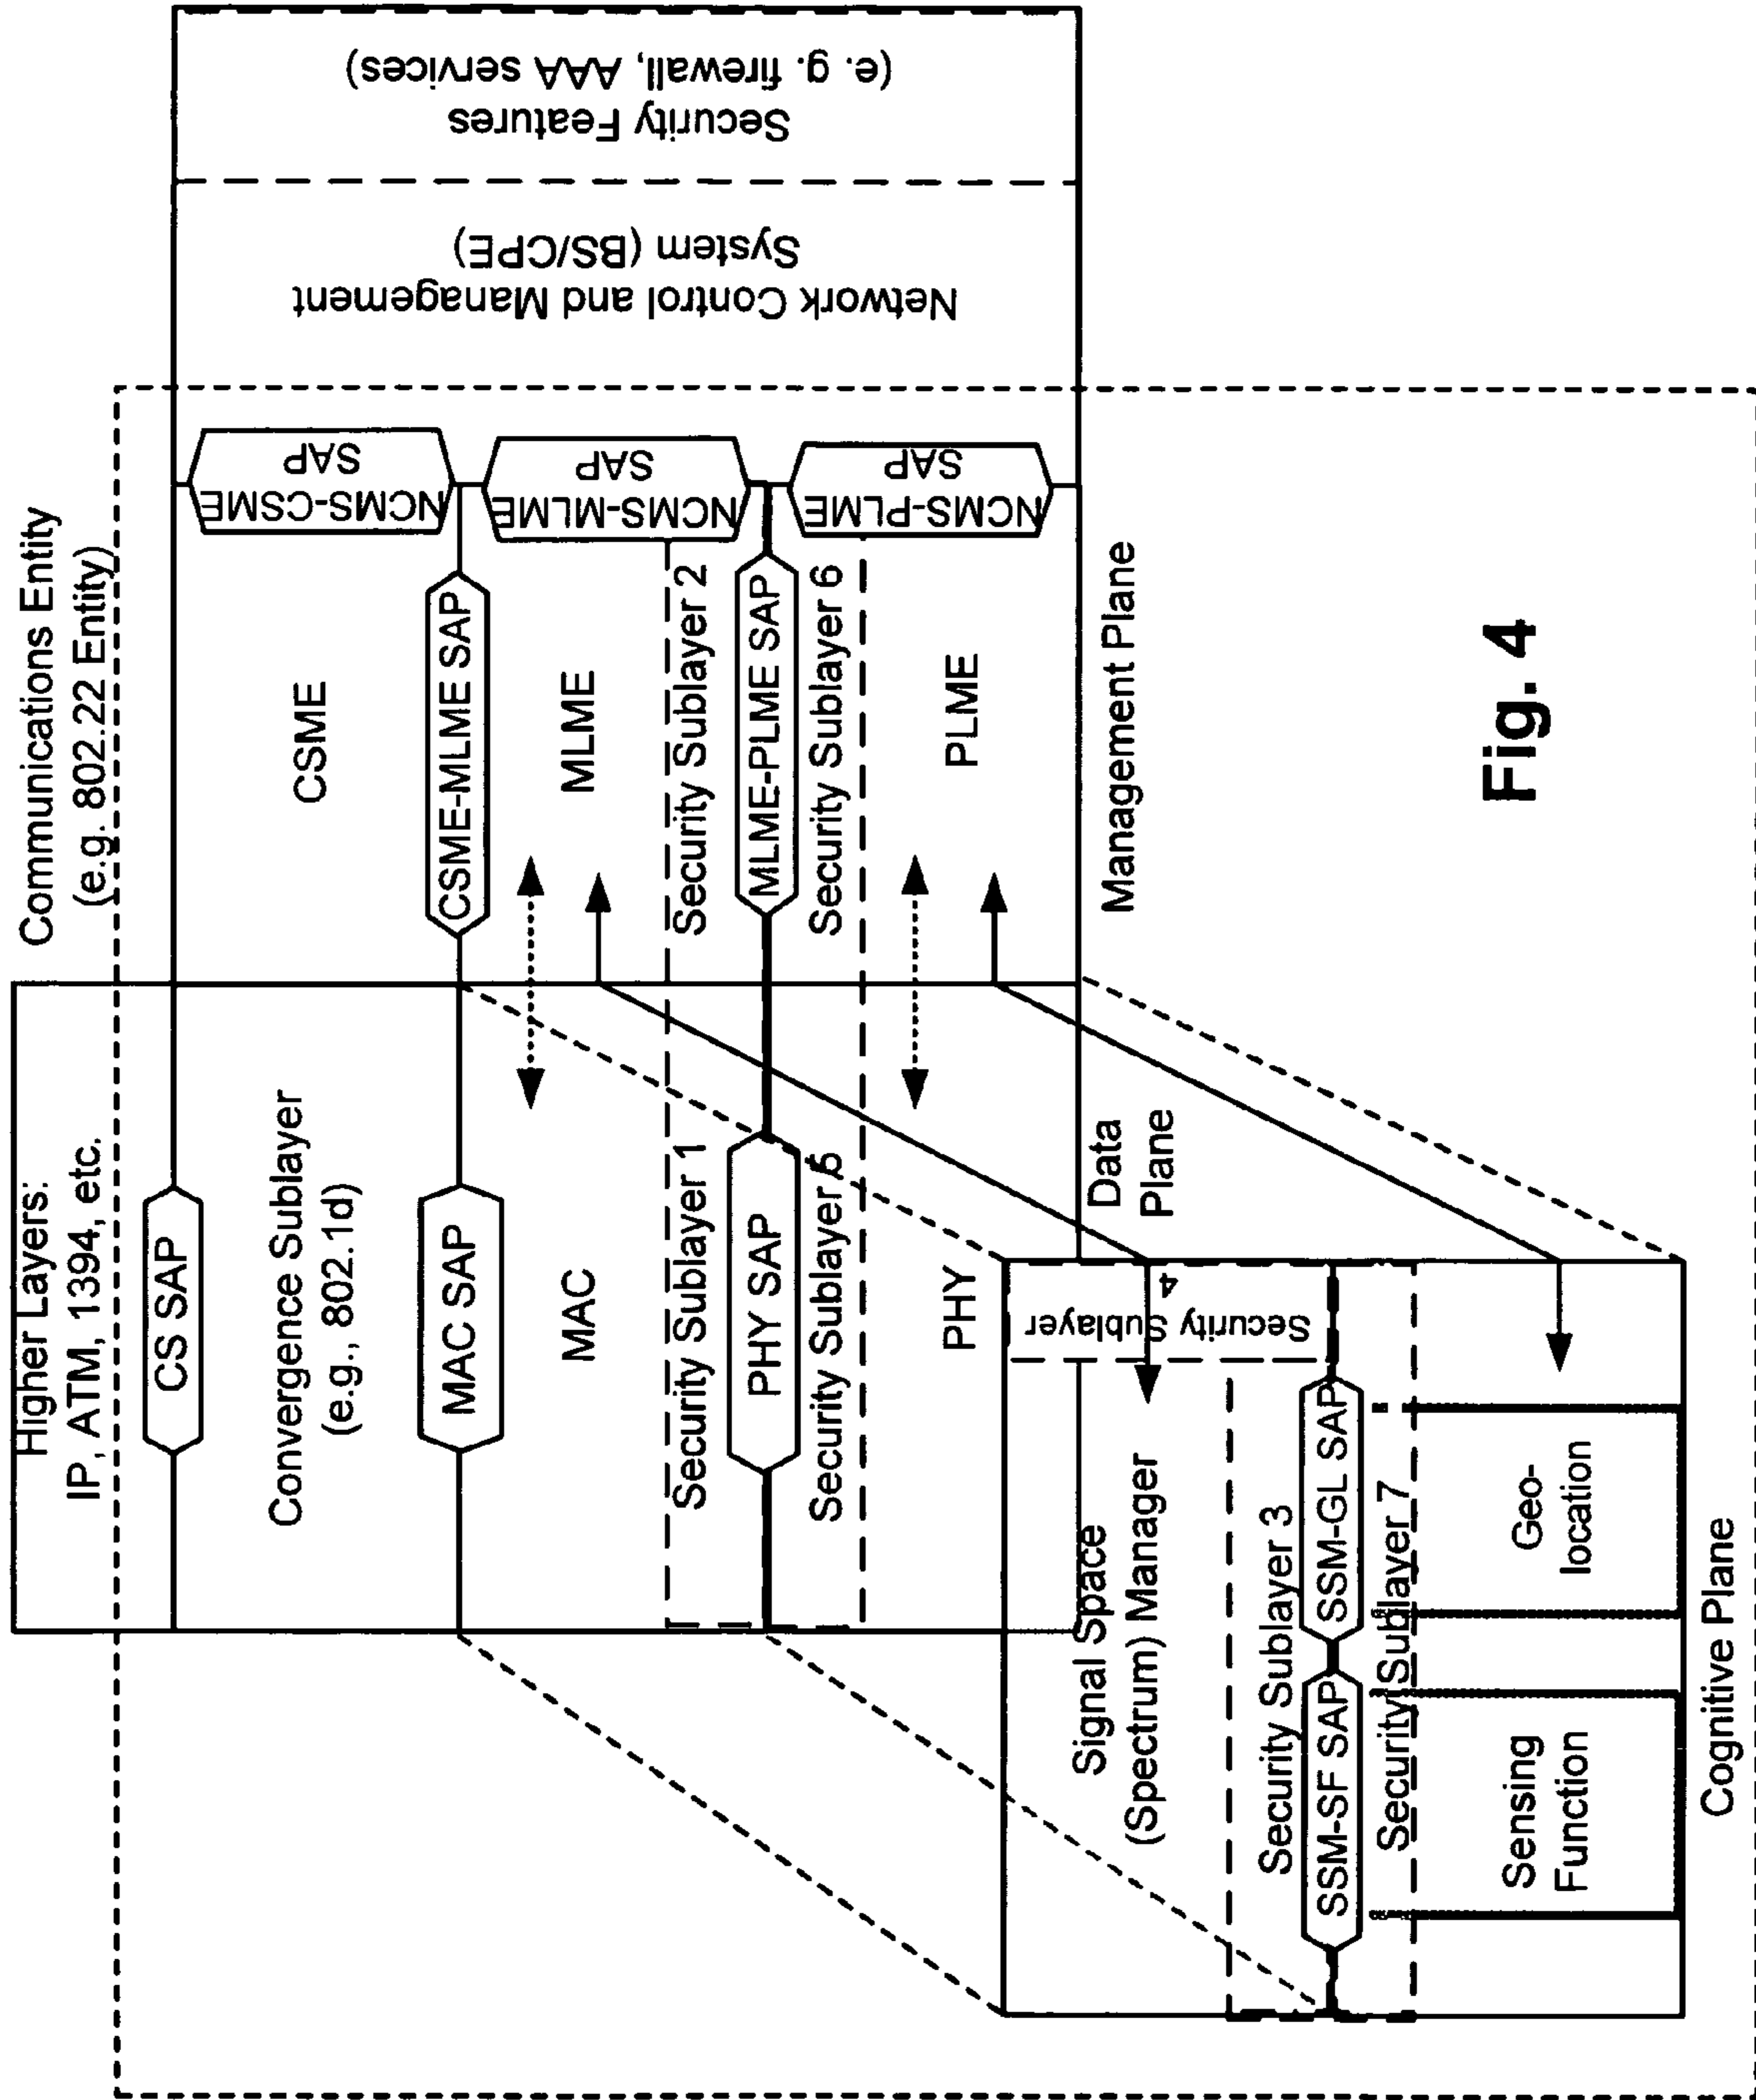 Communications Entity
(e.g. 802.22 Entity)
Higher Layers:
IP, ATM, 1394, etc.
CS SAP
Convergence Sublayer
(e.g., 802.1d)
MAC SAP
MAC
Security Sublayer 1
PHY SAP
Security Sublayer 5
PHY
Data
Plane
CSME
CSME-MLME SAP
MLME
Security Sublayer 2
MLME-PLME SAP
Security Sublayer 6
PLME
Management Plane
NCMS-CSME
SAP
NCMS-MLME
SAP
NCMS-PLME
SAP
Network Control and Management
System (BS/CPE)
Security Features
(e. g. firewall, AAA services)
Signal Space
(Spectrum) Manager
Security Sublayer
4
Security Sublayer 3
SSM-SF SAP
SSM-GL SAP
Security Sublayer 7
Sensing
Function
Geo-
location
Cognitive Plane
Fig. 4